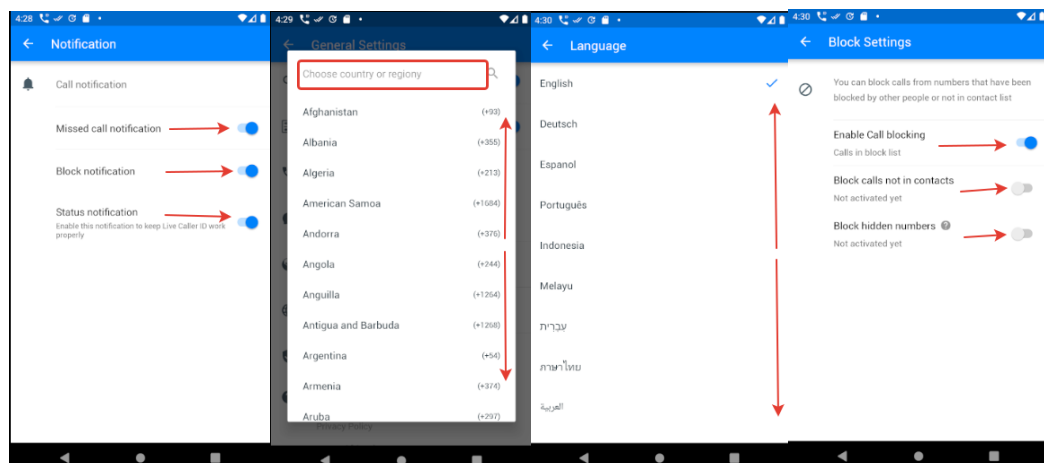 4:28
Notification
Call notification
Missed call notification
Block notification
Status notification
Enable this notification to keep Live Caller ID work
properly
4:29
General Settings
Choose country or regiony
Afghanistan (+93)
Albania (+355)
Algeria (+213)
American Samoa (+1684)
Andorra (+376)
Angola (+244)
Anguilla (+1264)
Antigua and Barbuda (+1268)
Argentina (+54)
Armenia (+374)
Aruba (+297)
Privacy Policy
4:30
Language
English
Deutsch
Espanol
Português
Indonesia
Melayu
עברית
ภาษาไทย
العربية
4:30
Block Settings
You can block calls from numbers that have been
blocked by other people or not in contact list
Enable Call blocking
Calls in block list
Block calls not in contacts
Not activated yet
Block hidden numbers
Not activated yet